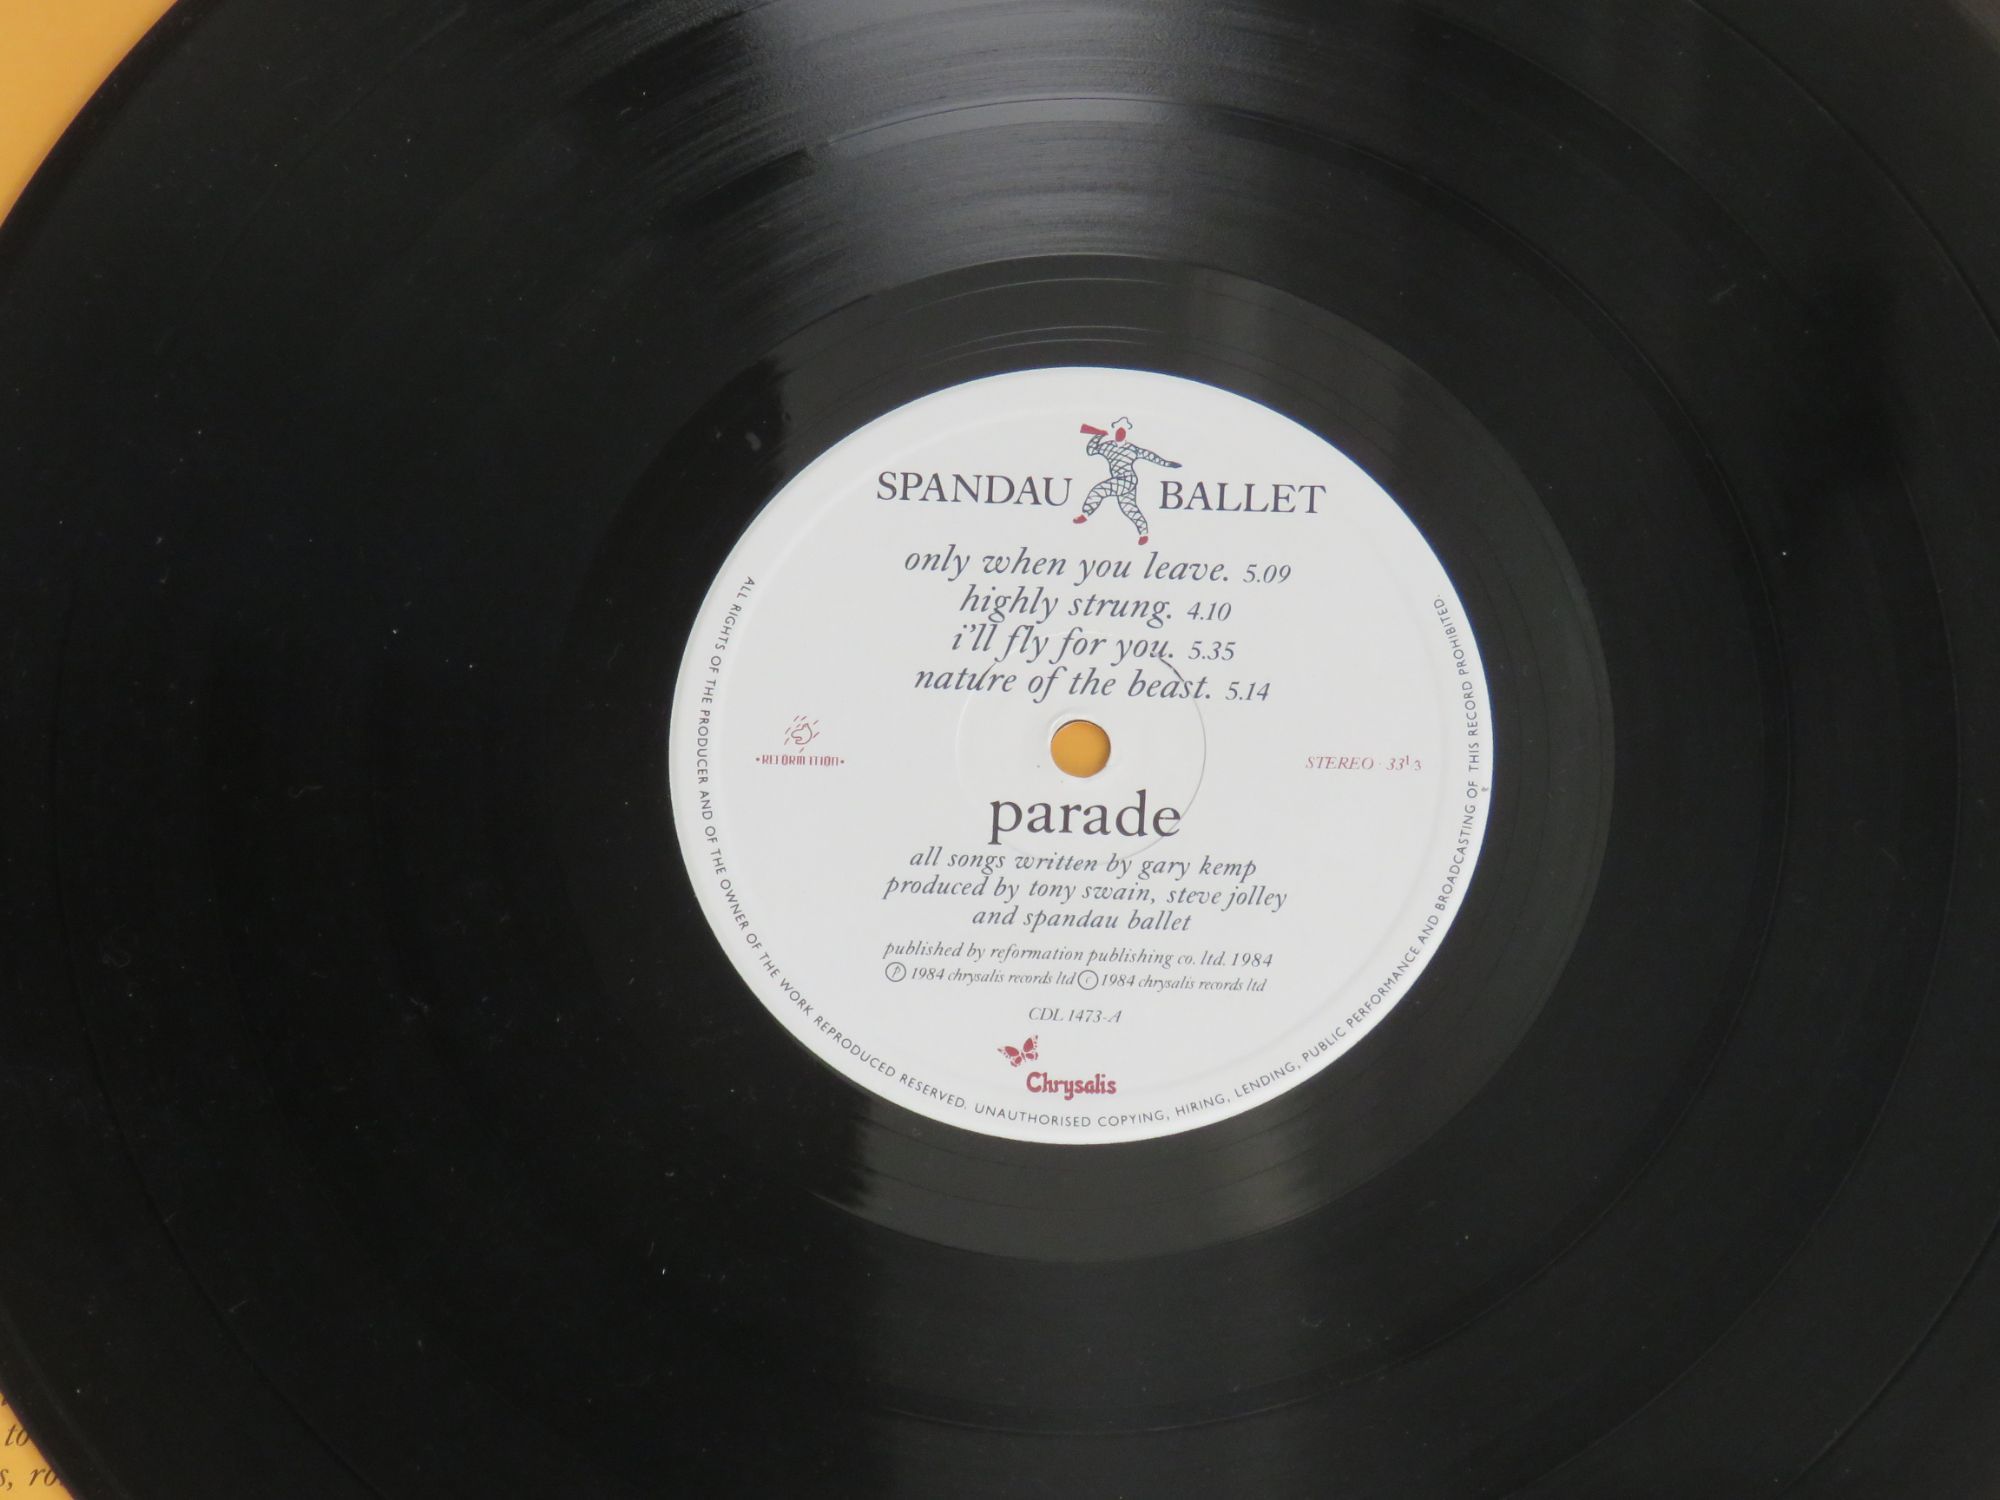 SPANDAU BALLET
only when you leave. 5.09
highly strung. 4.10
i'll fly for you. 5.35
nature of the beast. 5.14
•REFORMATION•
STEREO · 33 1/3
parade
all songs written by gary kemp
produced by tony swain, steve jolley
and spandau ballet
published by reformation publishing co. ltd. 1984
Ⓟ 1984 chrysalis records ltd Ⓒ 1984 chrysalis records ltd
CDL 1473-A
Chrysalis
ALL RIGHTS OF THE PRODUCER AND OF THE OWNER OF THE WORK REPRODUCED RESERVED. UNAUTHORISED COPYING, HIRING, LENDING, PUBLIC PERFORMANCE AND BROADCASTING OF THIS RECORD PROHIBITED.
to